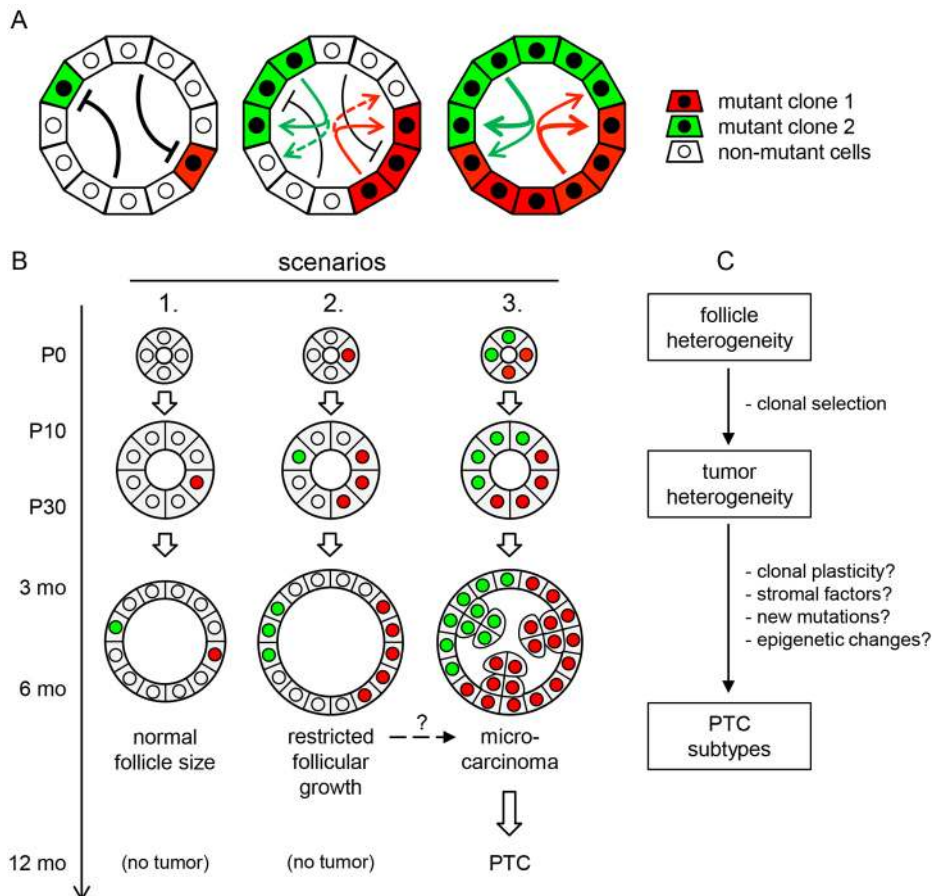 A
mutant clone 1
mutant clone 2
non-mutant cells
B
scenarios
1.
2.
3.
P0
P10
P30
3 mo
6 mo
12 mo
normal
follicle size
restricted
follicular
growth
?
micro-
carcinoma
(no tumor)
(no tumor)
PTC
C
follicle
heterogeneity
- clonal selection
tumor
heterogeneity
- clonal plasticity?
- stromal factors?
- new mutations?
- epigenetic changes?
PTC
subtypes